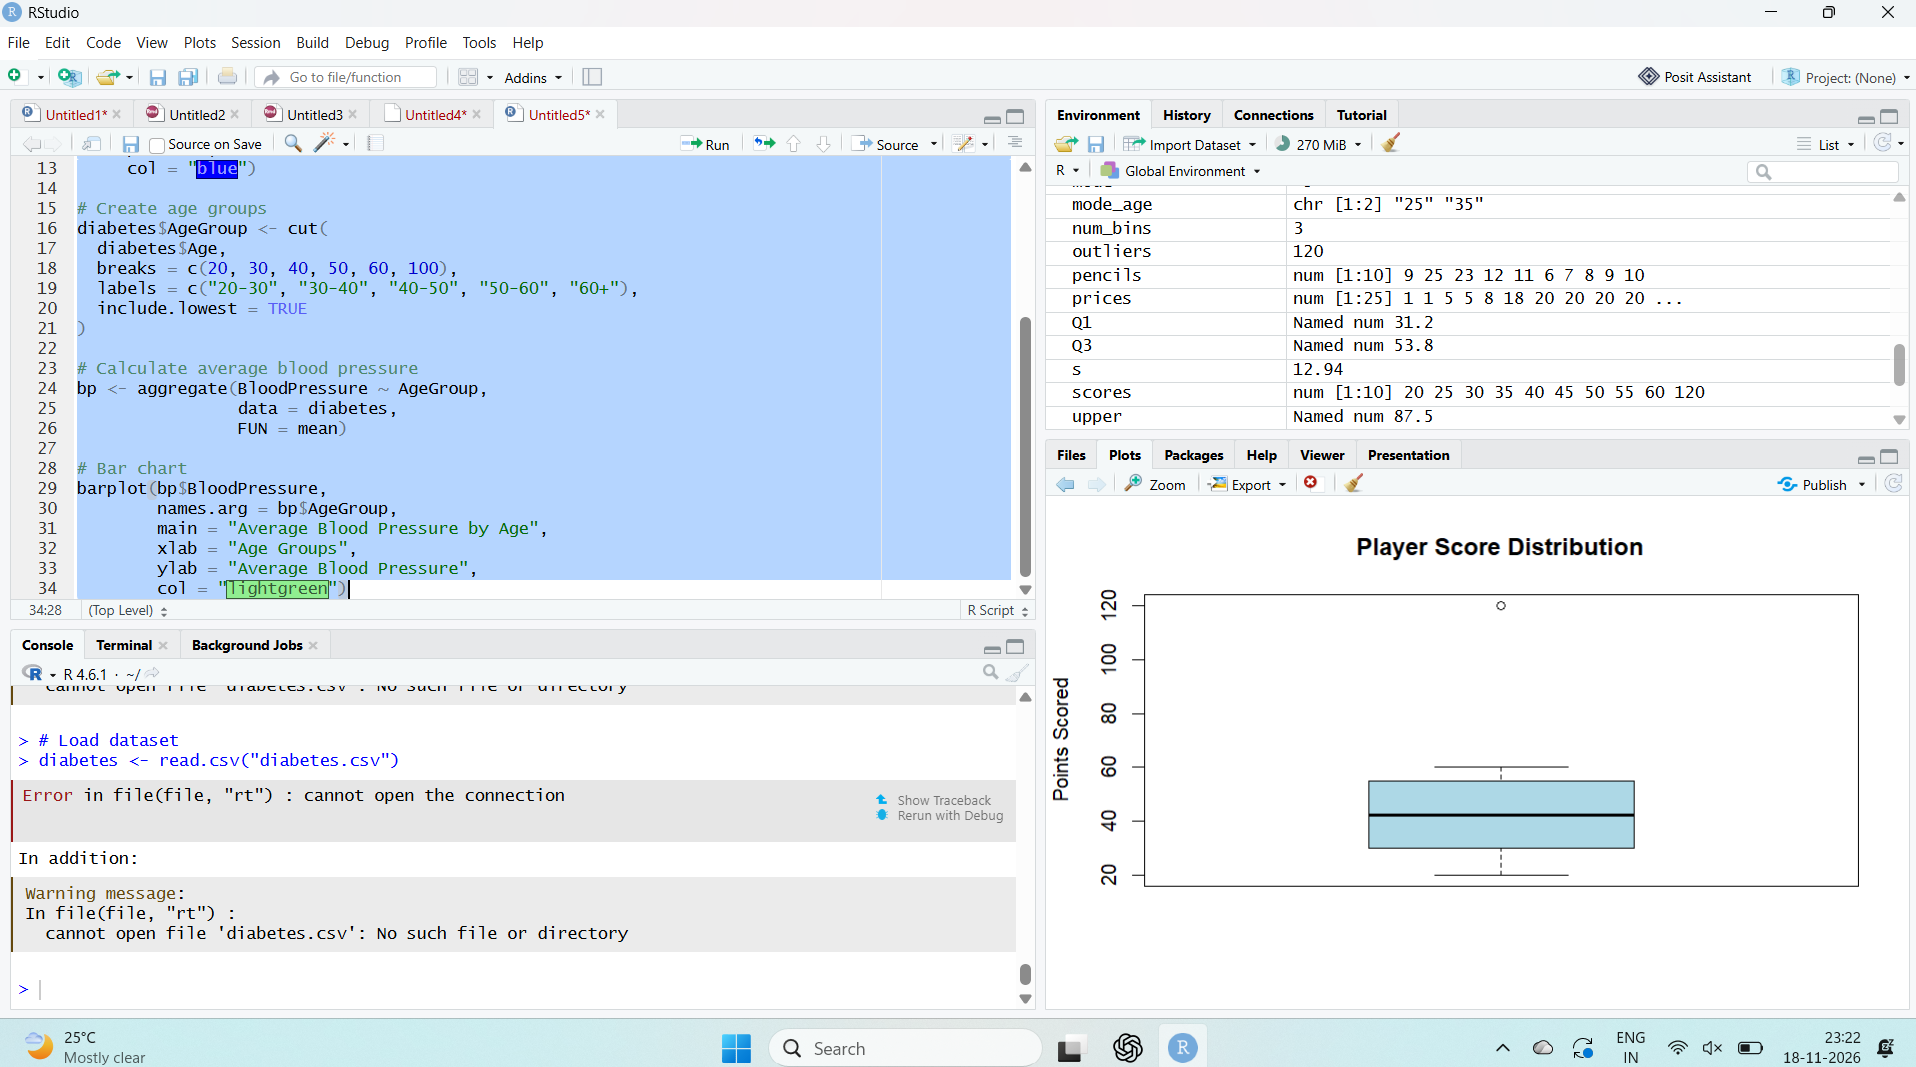 RStudio
File Edit Code View Plots Session Build Debug Profile Tools Help
Go to file/function Addins Posit Assistant Project: (None)
Untitled1* Untitled2 Untitled3 Untitled4* Untitled5*
Source on Save Run Source
13 col = "blue")
14
15 # Create age groups
16 diabetes$AgeGroup <- cut(
17 diabetes$Age,
18 breaks = c(20, 30, 40, 50, 60, 100),
19 labels = c("20-30", "30-40", "40-50", "50-60", "60+"),
20 include.lowest = TRUE
21 )
22
23 # Calculate average blood pressure
24 bp <- aggregate(BloodPressure ~ AgeGroup,
25 data = diabetes,
26 FUN = mean)
27
28 # Bar chart
29 barplot(bp$BloodPressure,
30 names.arg = bp$AgeGroup,
31 main = "Average Blood Pressure by Age",
32 xlab = "Age Groups",
33 ylab = "Average Blood Pressure",
34 col = "lightgreen")
34:28 (Top Level) R Script
Console Terminal Background Jobs
R 4.6.1 · ~/
cannot open file 'diabetes.csv': No such file or directory
> # Load dataset
> diabetes <- read.csv("diabetes.csv")
Error in file(file, "rt") : cannot open the connection
Show Traceback
Rerun with Debug
In addition:
Warning message:
In file(file, "rt") :
cannot open file 'diabetes.csv': No such file or directory
>
Environment History Connections Tutorial
Import Dataset 270 MiB List
R Global Environment
mode_age chr [1:2] "25" "35"
num_bins 3
outliers 120
pencils num [1:10] 9 25 23 12 11 6 7 8 9 10
prices num [1:25] 1 1 5 5 8 18 20 20 20 20 ...
Q1 Named num 31.2
Q3 Named num 53.8
s 12.94
scores num [1:10] 20 25 30 35 40 45 50 55 60 120
upper Named num 87.5
Files Plots Packages Help Viewer Presentation
Zoom Export Publish
Player Score Distribution
Points Scored
120
100
80
60
40
20
25°C
Mostly clear
Search
ENG
IN
23:22
18-11-2026